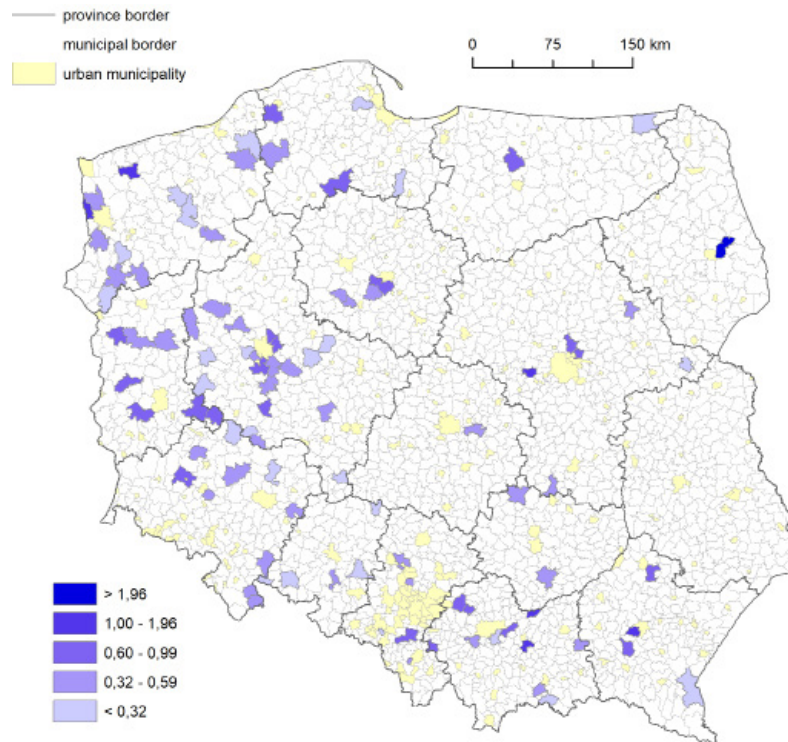 province border
municipal border
urban municipality
0 75 150 km
> 1,96
1,00 - 1,96
0,60 - 0,99
0,32 - 0,59
< 0,32